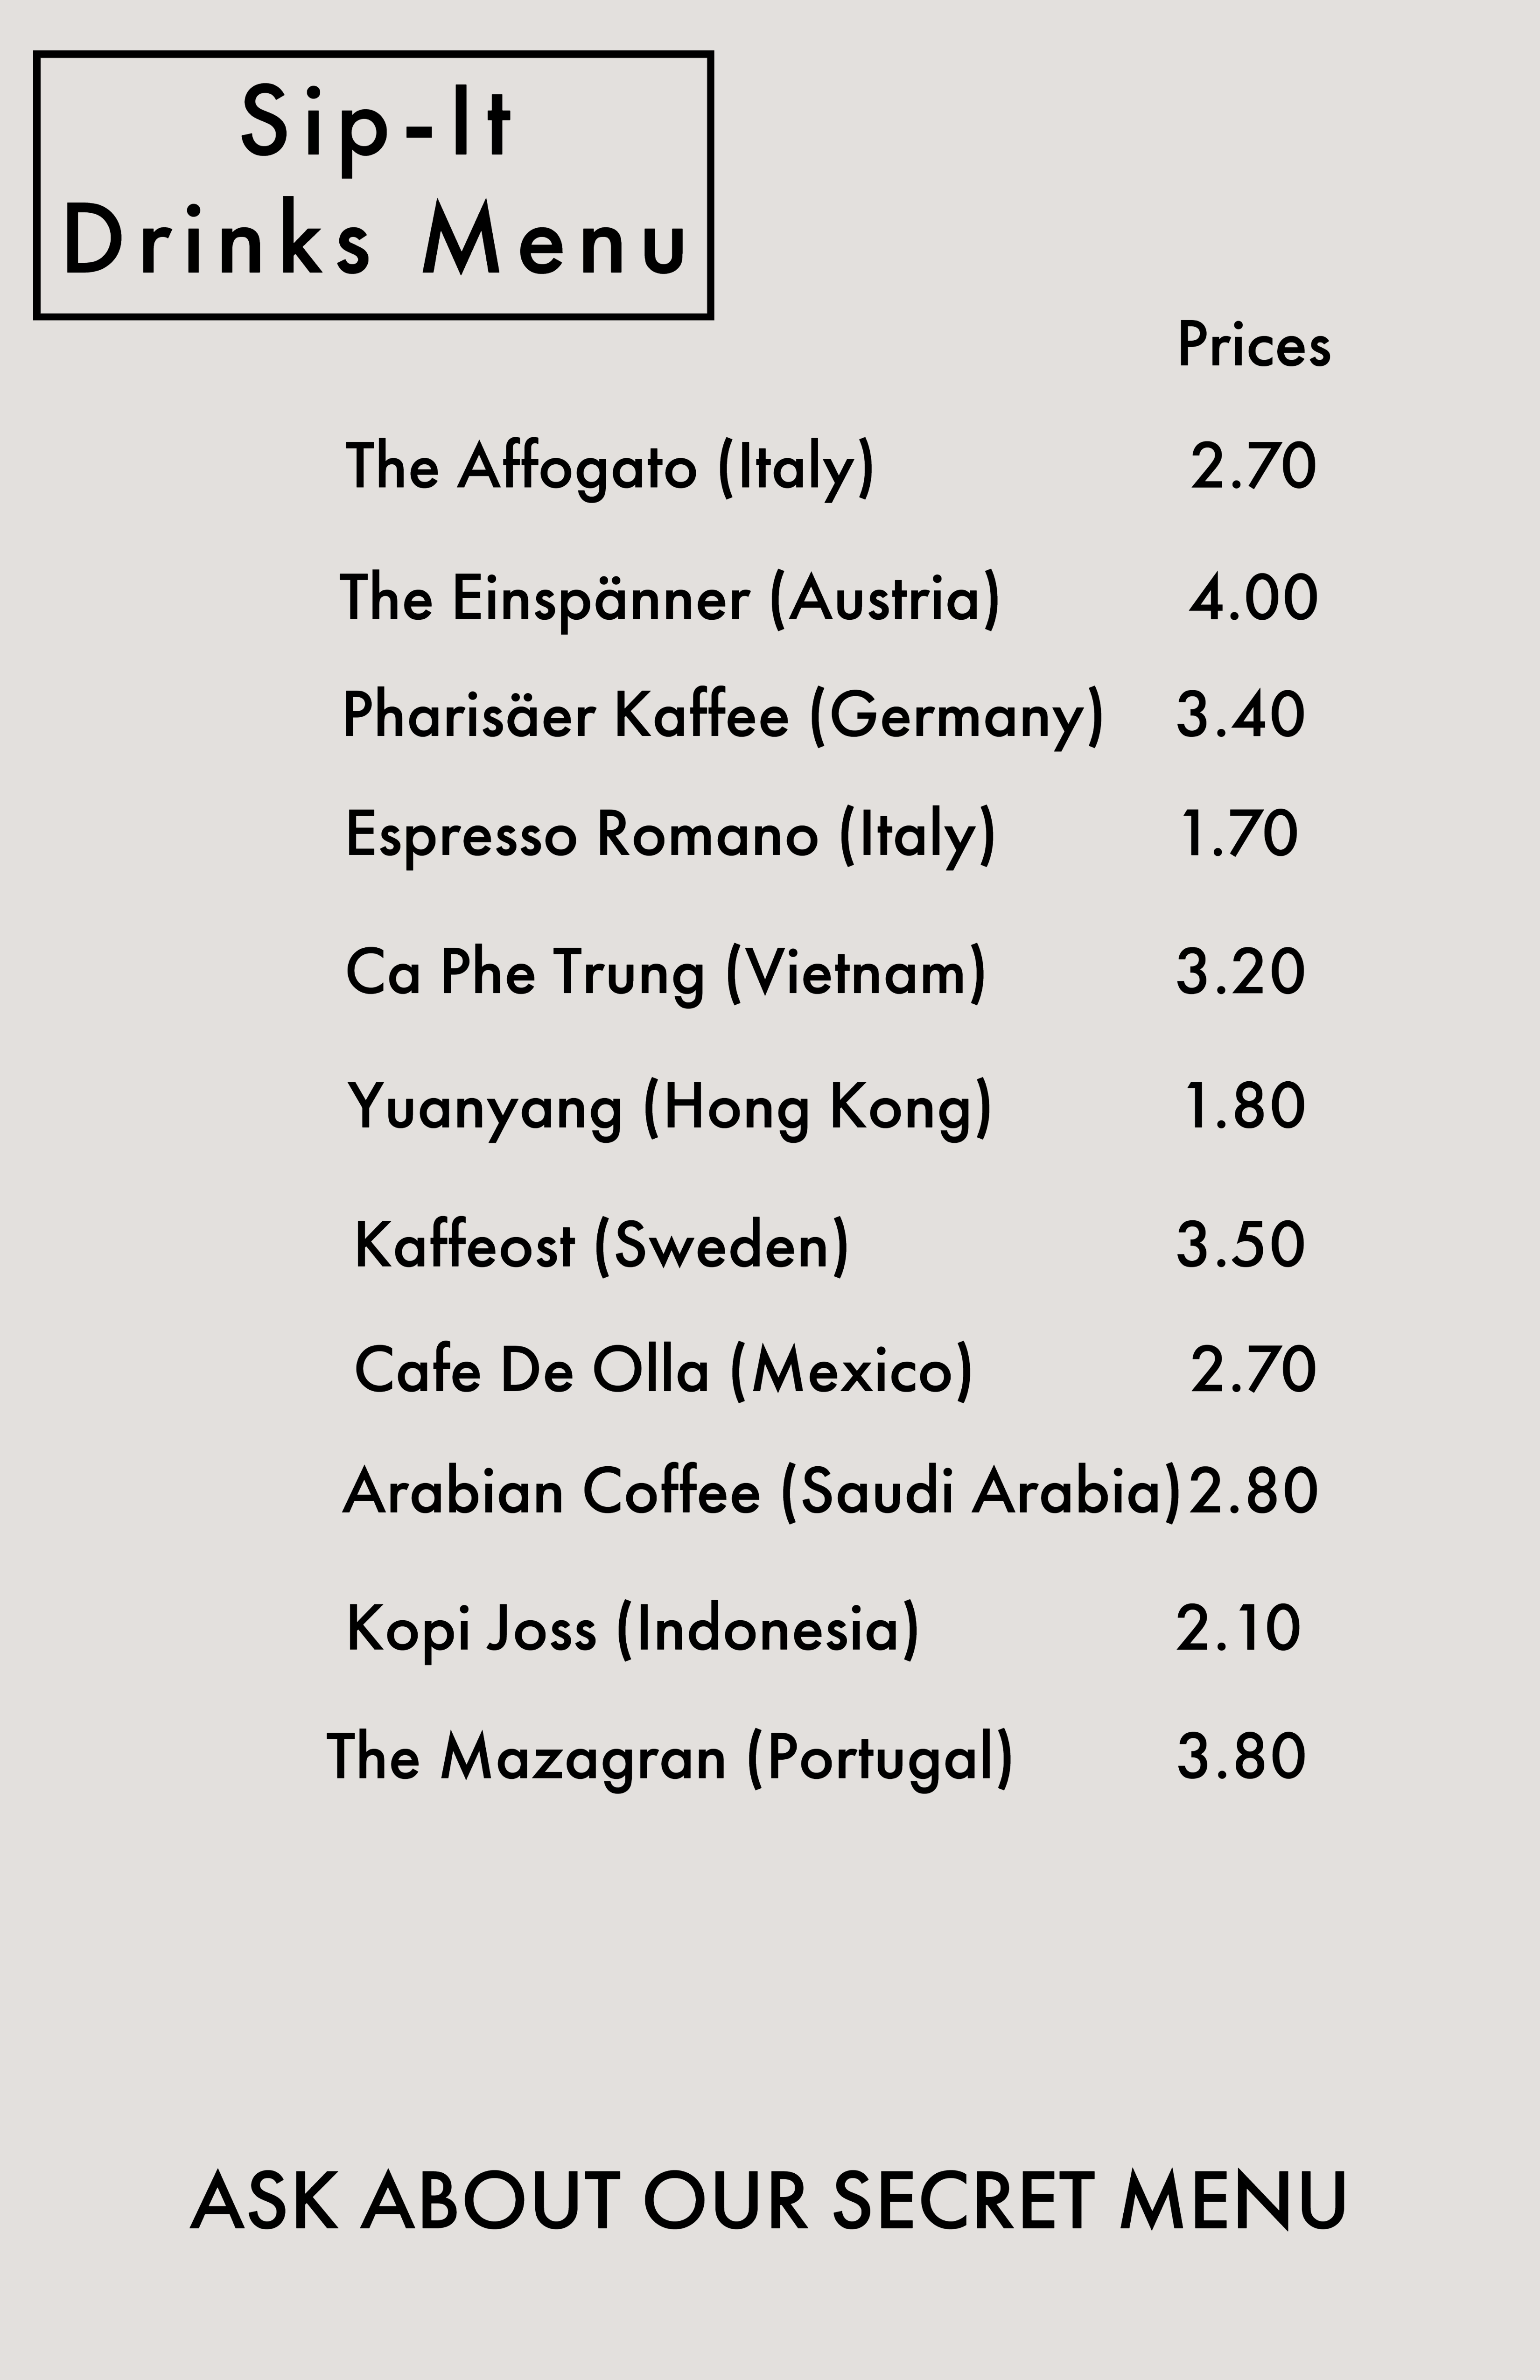 Sip-It
Drinks Menu
Prices
The Affogato (Italy) 2.70
The Einspänner (Austria) 4.00
Pharisäer Kaffee (Germany) 3.40
Espresso Romano (Italy) 1.70
Ca Phe Trung (Vietnam) 3.20
Yuanyang (Hong Kong) 1.80
Kaffeost (Sweden) 3.50
Cafe De Olla (Mexico) 2.70
Arabian Coffee (Saudi Arabia) 2.80
Kopi Joss (Indonesia) 2.10
The Mazagran (Portugal) 3.80
ASK ABOUT OUR SECRET MENU